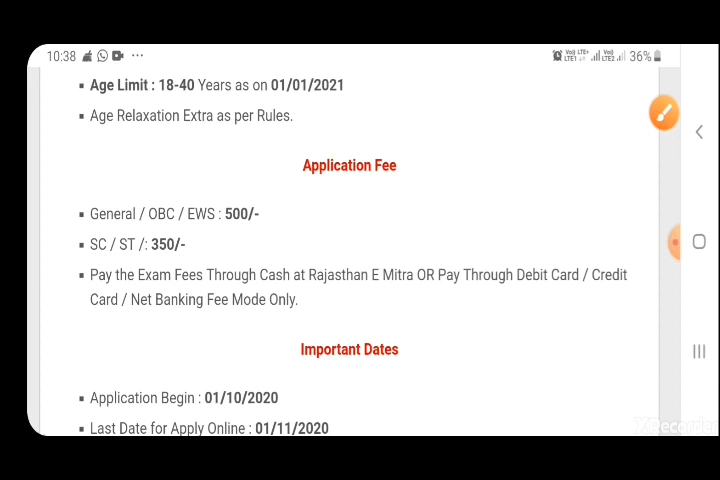 10:38
VoLTE1 LTE+ VoLTE2 36%
Age Limit : 18-40 Years as on 01/01/2021
Age Relaxation Extra as per Rules.
Application Fee
General / OBC / EWS : 500/-
SC / ST /: 350/-
Pay the Exam Fees Through Cash at Rajasthan E Mitra OR Pay Through Debit Card / Credit
Card / Net Banking Fee Mode Only.
Important Dates
Application Begin : 01/10/2020
Last Date for Apply Online : 01/11/2020
XRecorder